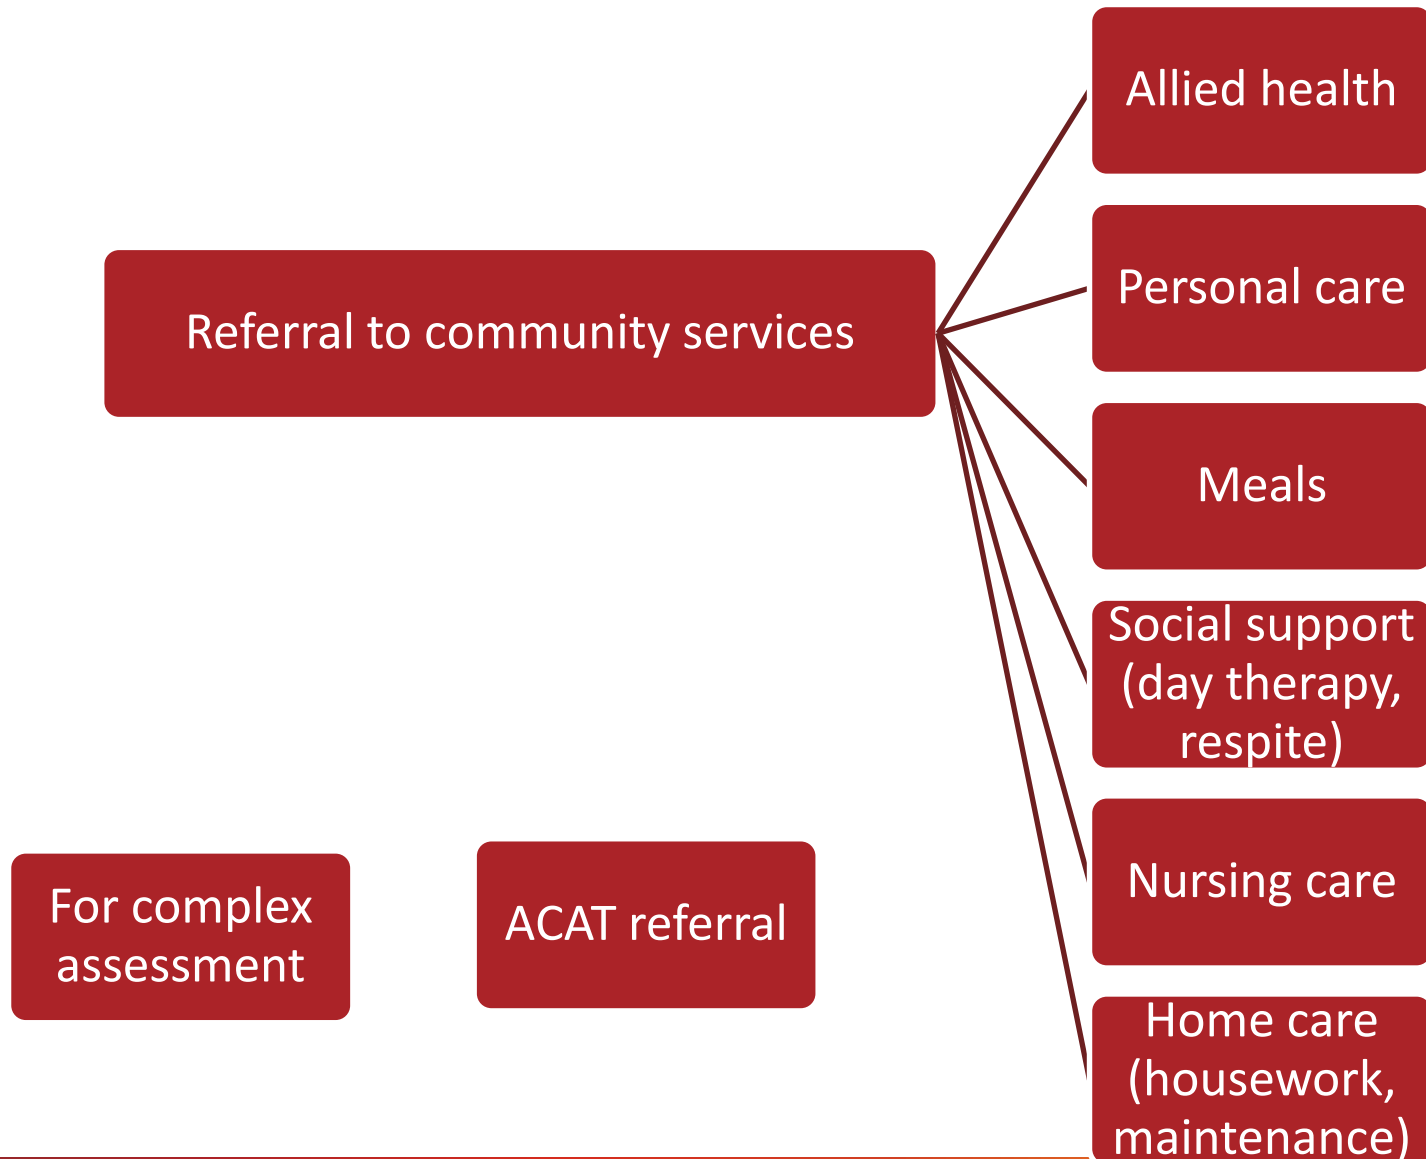 Referral to community services
Allied health
Personal care
Meals
Social support
(day therapy,
respite)
Nursing care
Home care
(housework,
maintenance)
For complex
assessment
ACAT referral